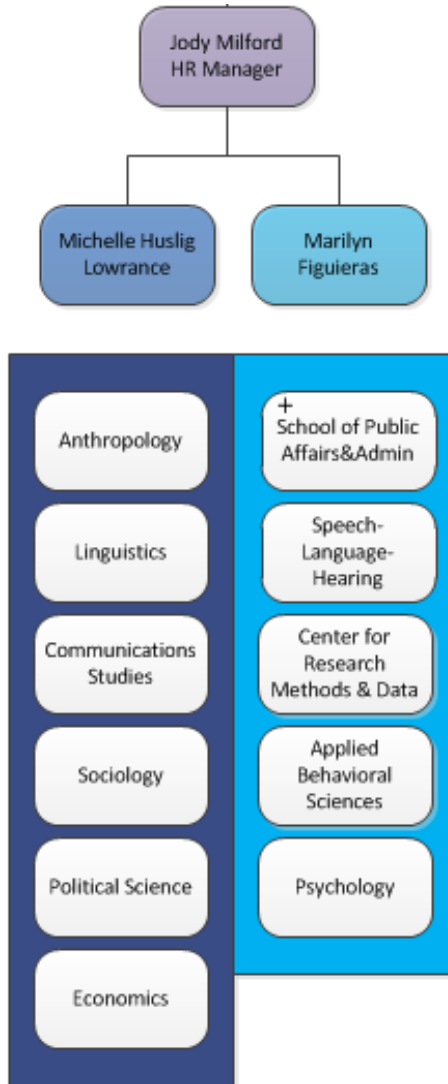 Jody Milford
HR Manager
Michelle Huslig
Lowrance
Marilyn
Figuieras
Anthropology
Linguistics
Communications
Studies
Sociology
Political Science
Economics
+
School of Public
Affairs&Admin
Speech-
Language-
Hearing
Center for
Research
Methods & Data
Applied
Behavioral
Sciences
Psychology